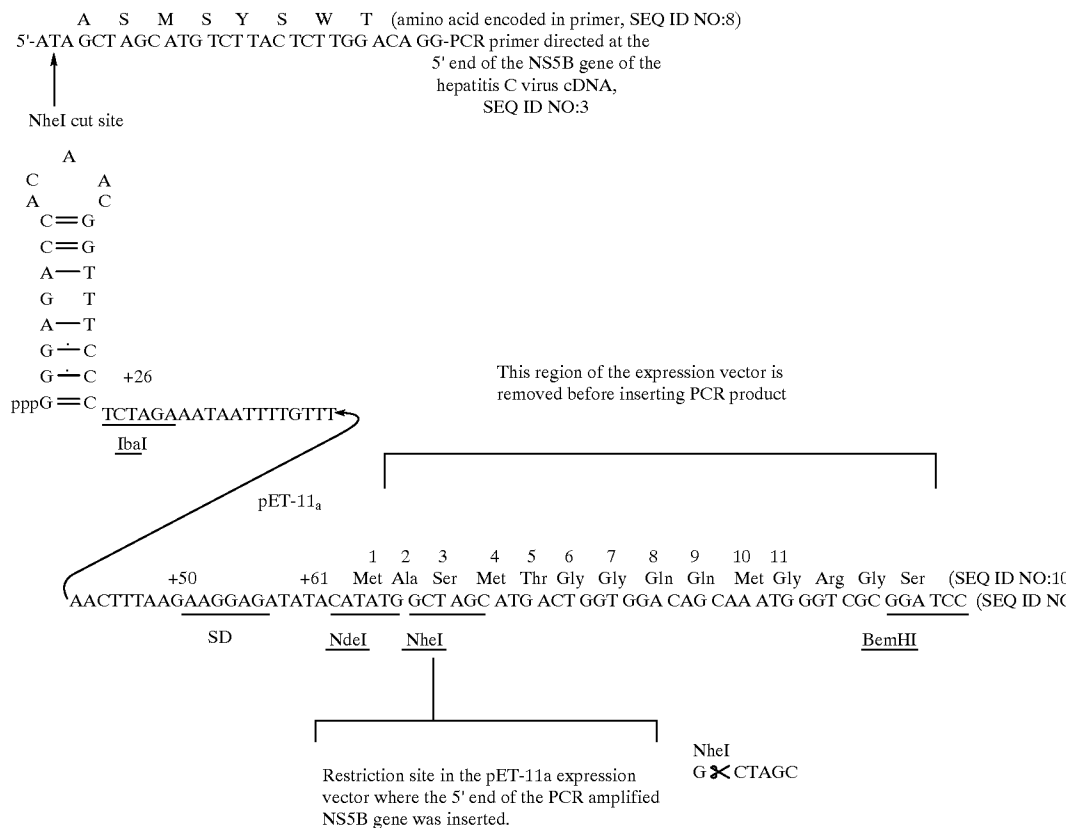 A S M S Y S W T (amino acid encoded in primer, SEQ ID NO:8)
5'-ATA GCT AGC ATG TCT TAC TCT TGG ACA GG-PCR primer directed at the
5' end of the NS5B gene of the
hepatitis C virus cDNA,
SEQ ID NO:3
NheI cut site
A
C A
A C
C G
C G
A T
G T
A T
G C
G C
+26
pppG C
TCTAGAAATAATTTTGTTT
IbaI
This region of the expression vector is
removed before inserting PCR product
pET-11a
1 2 3 4 5 6 7 8 9 10 11
+50 +61 Met Ala Ser Met Thr Gly Gly Gln Gln Met Gly Arg Gly Ser (SEQ ID NO:10
AACTTTAAGAAGGAGATATACATATG GCTAGC ATGACT GGT GGA CAGCAA ATG GGT CGC GGA TCC (SEQ ID NO
SD NdeI NheI BemHI
Restriction site in the pET-11a expression
vector where the 5' end of the PCR amplified
NS5B gene was inserted.
NheI
G CTAGC